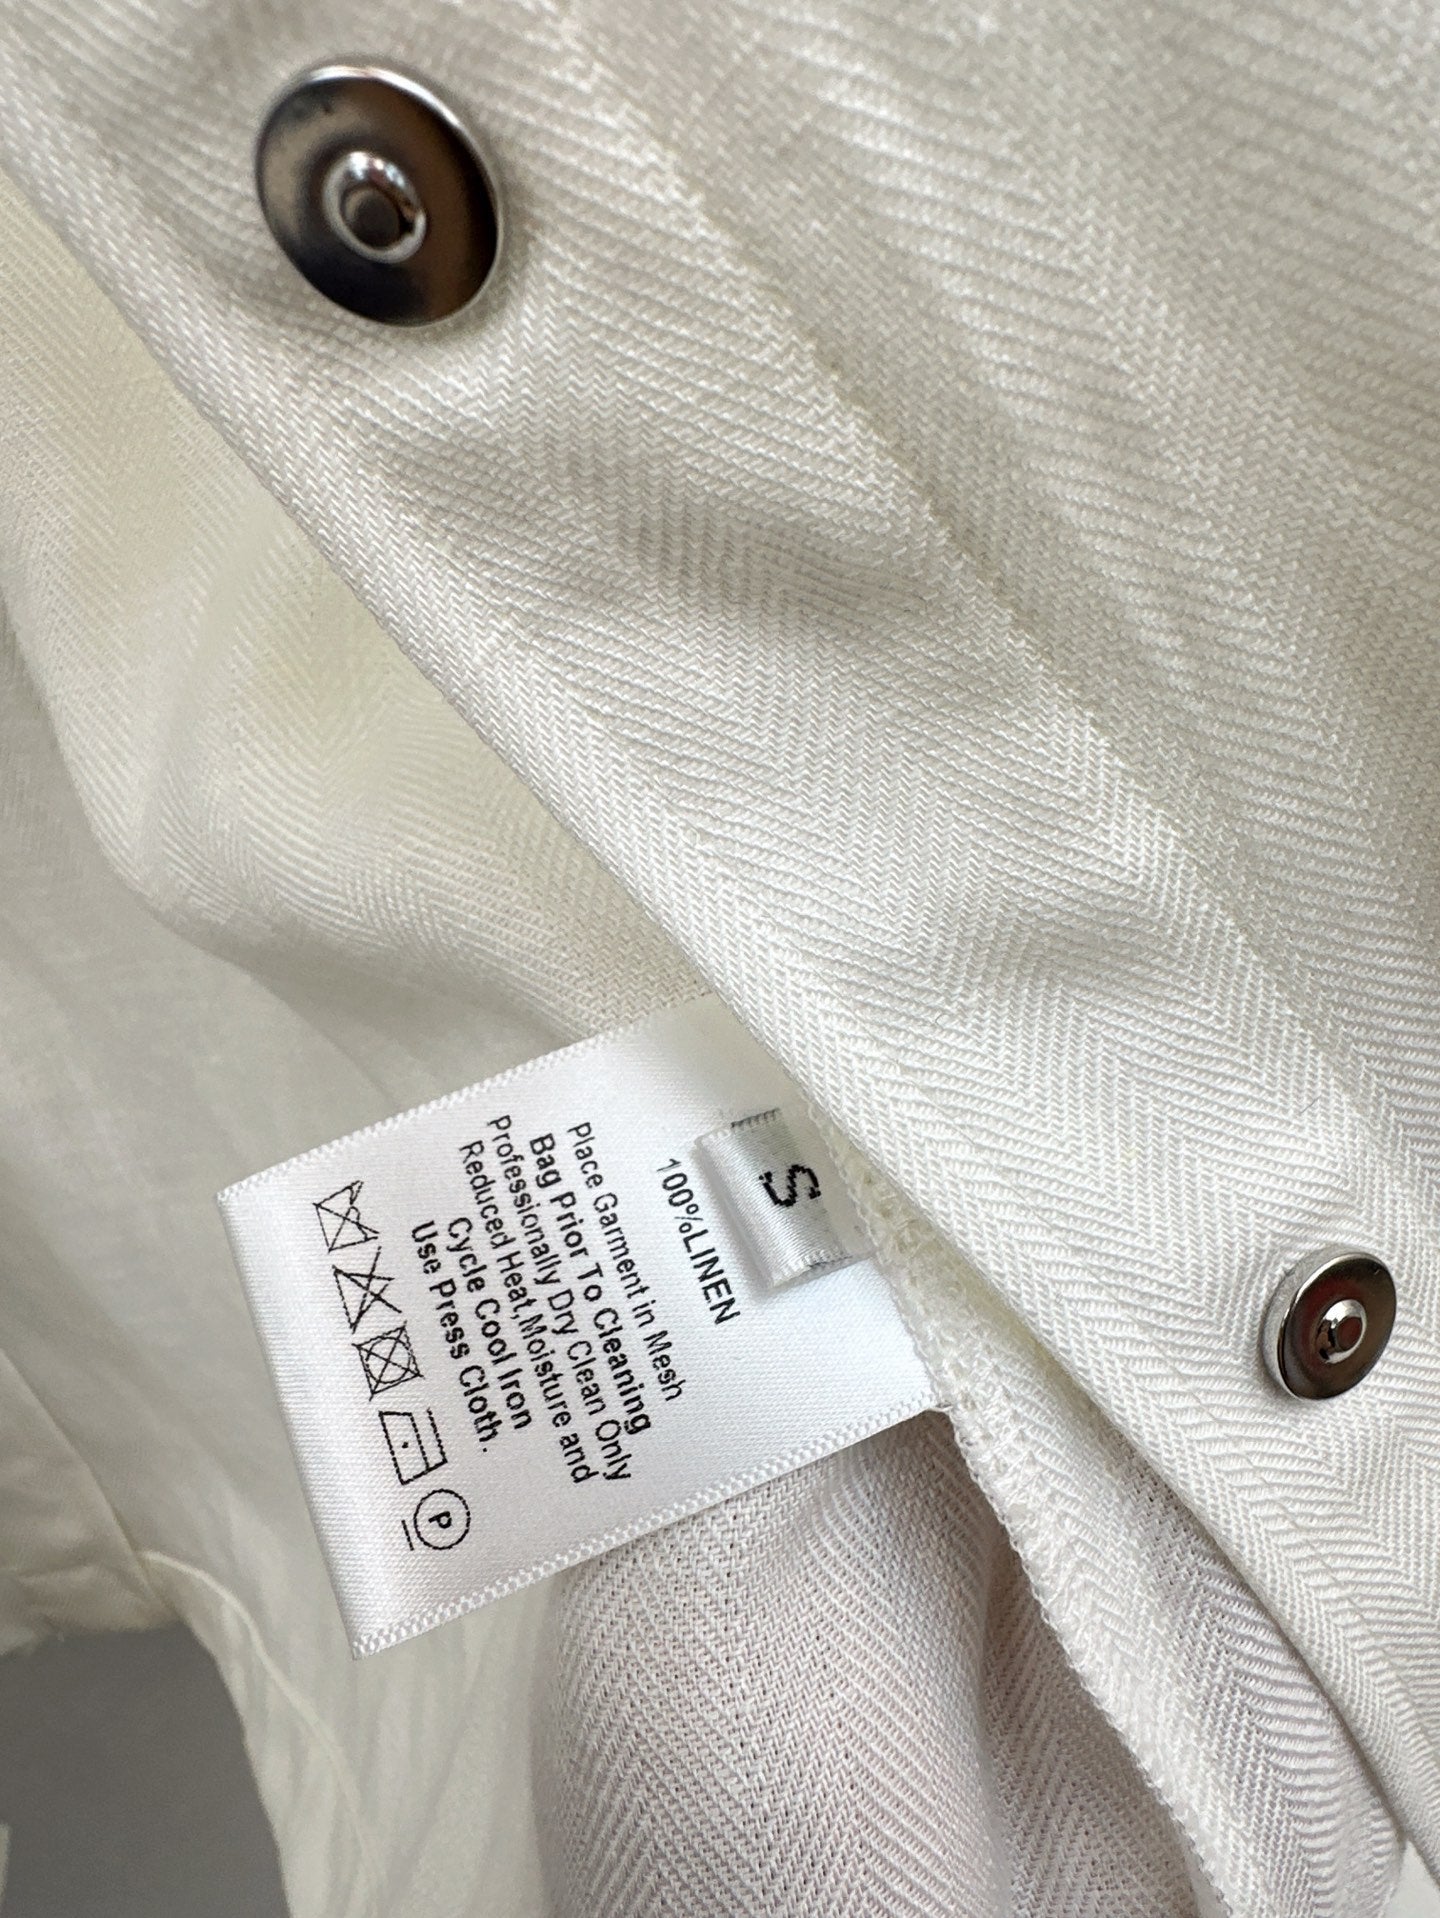 S
100%LINEN
Place Garment in Mesh
Bag Prior To Cleaning
Professionally Dry Clean Only
Reduced Heat,Moisture and
Cycle Cool Iron
Use Press Cloth.
P